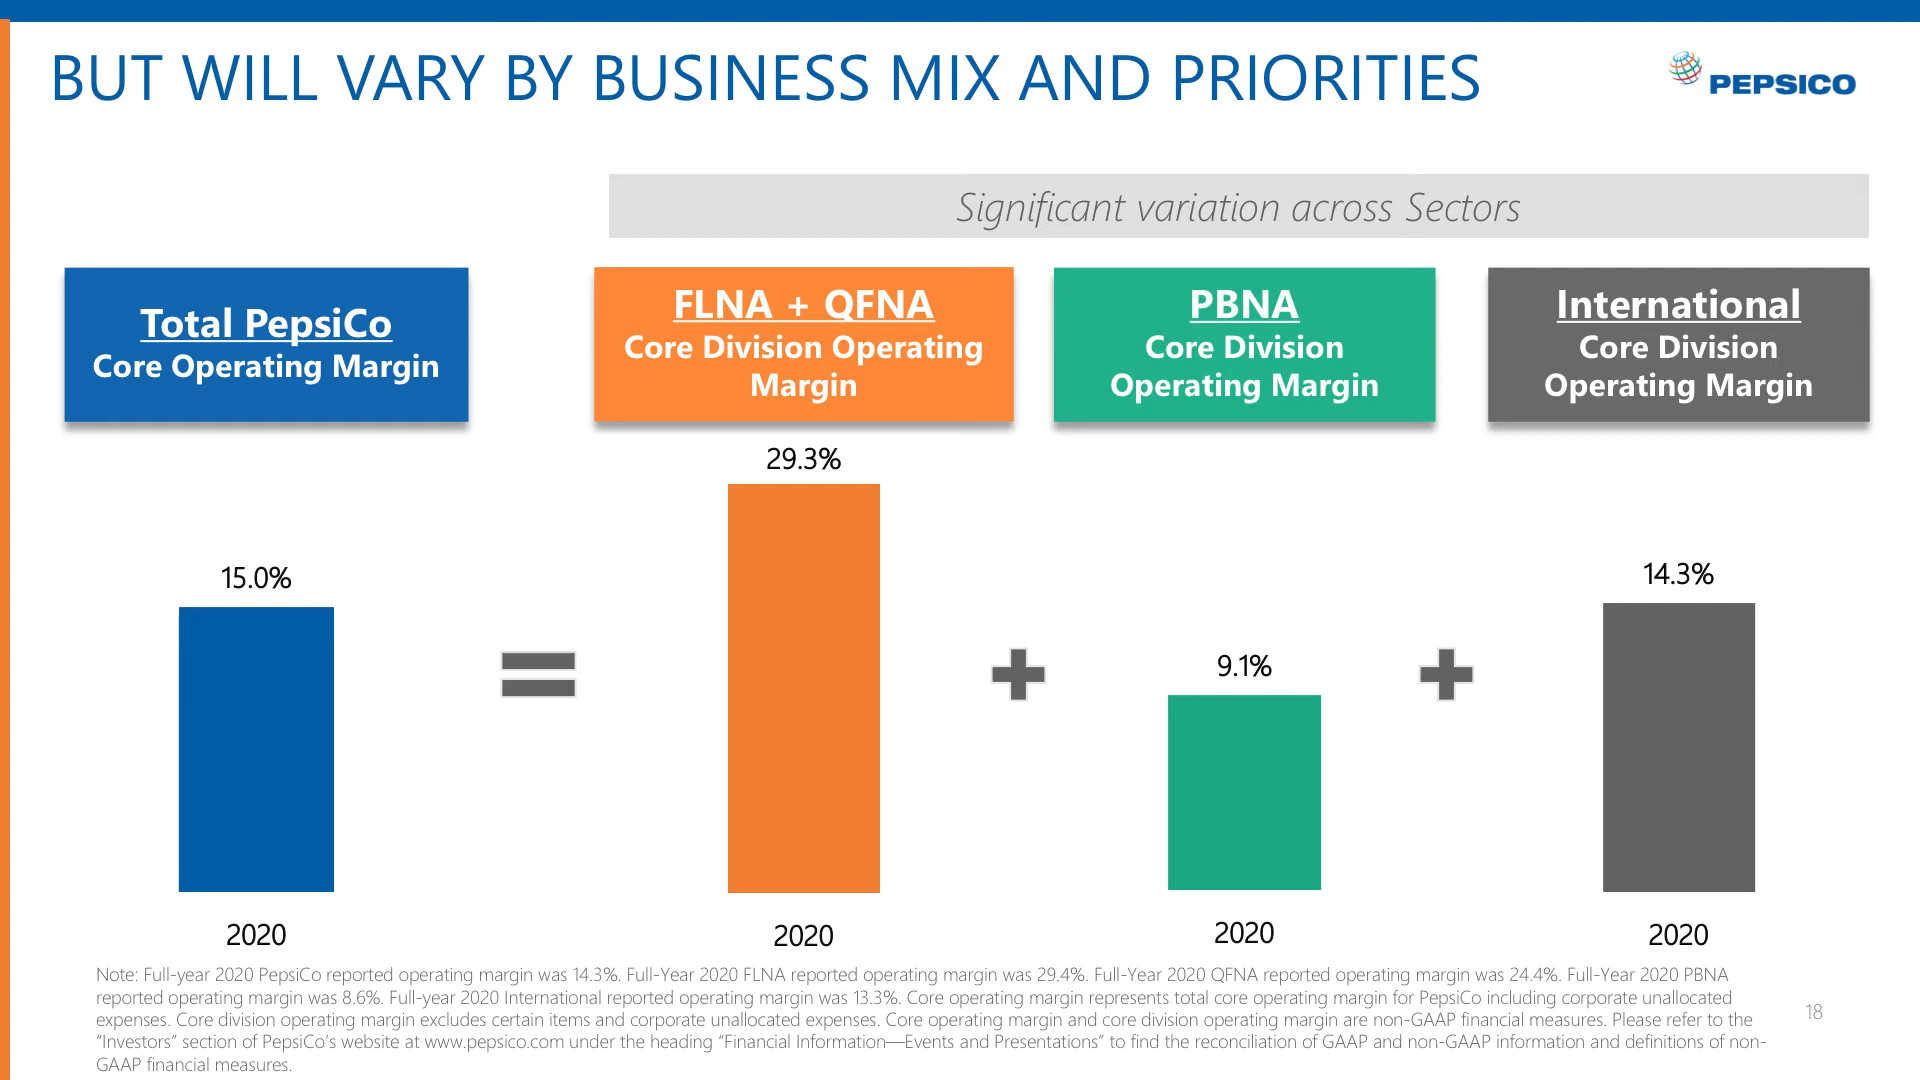 BUT WILL VARY BY BUSINESS MIX AND PRIORITIES
PEPSICO
Significant variation across Sectors
Total PepsiCo
Core Operating Margin
FLNA + QFNA
Core Division Operating
Margin
PBNA
Core Division
Operating Margin
International
Core Division
Operating Margin
15.0%
29.3%
9.1%
14.3%
2020
2020
2020
2020
Note: Full-year 2020 PepsiCo reported operating margin was 14.3%. Full-Year 2020 FLNA reported operating margin was 29.4%. Full-Year 2020 QFNA reported operating margin was 24.4%. Full-Year 2020 PBNA
reported operating margin was 8.6%. Full-year 2020 International reported operating margin was 13.3%. Core operating margin represents total core operating margin for PepsiCo including corporate unallocated
expenses. Core division operating margin excludes certain items and corporate unallocated expenses. Core operating margin and core division operating margin are non-GAAP financial measures. Please refer to the
“Investors” section of PepsiCo’s website at www.pepsico.com under the heading “Financial Information—Events and Presentations” to find the reconciliation of GAAP and non-GAAP information and definitions of non-
GAAP financial measures.
18